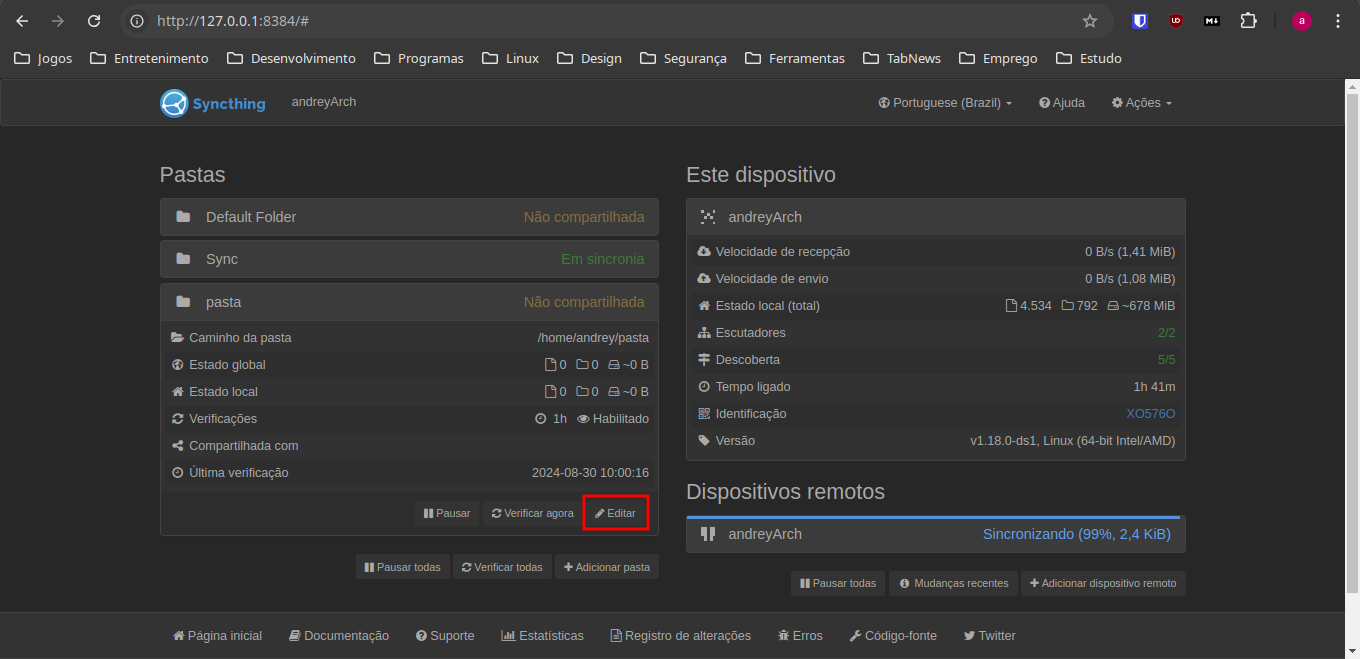 http://127.0.0.1:8384/#
a
Jogos Entretenimento Desenvolvimento Programas Linux Design Segurança Ferramentas TabNews Emprego Estudo
Syncthing andreyArch Portuguese (Brazil) Ajuda Ações
Pastas
Default Folder Não compartilhada
Sync Em sincronia
pasta Não compartilhada
Caminho da pasta /home/andrey/pasta
Estado global 0 0 ~0 B
Estado local 0 0 ~0 B
Verificações 1h Habilitado
Compartilhada com
Última verificação 2024-08-30 10:00:16
Pausar Verificar agora Editar
Pausar todas Verificar todas Adicionar pasta
Este dispositivo
andreyArch
Velocidade de recepção 0 B/s (1,41 MiB)
Velocidade de envio 0 B/s (1,08 MiB)
Estado local (total) 4.534 792 ~678 MiB
Escutadores 2/2
Descoberta 5/5
Tempo ligado 1h 41m
Identificação XO576O
Versão v1.18.0-ds1, Linux (64-bit Intel/AMD)
Dispositivos remotos
andreyArch Sincronizando (99%, 2,4 KiB)
Pausar todas Mudanças recentes Adicionar dispositivo remoto
Página inicial Documentação Suporte Estatísticas Registro de alterações Erros Código-fonte Twitter